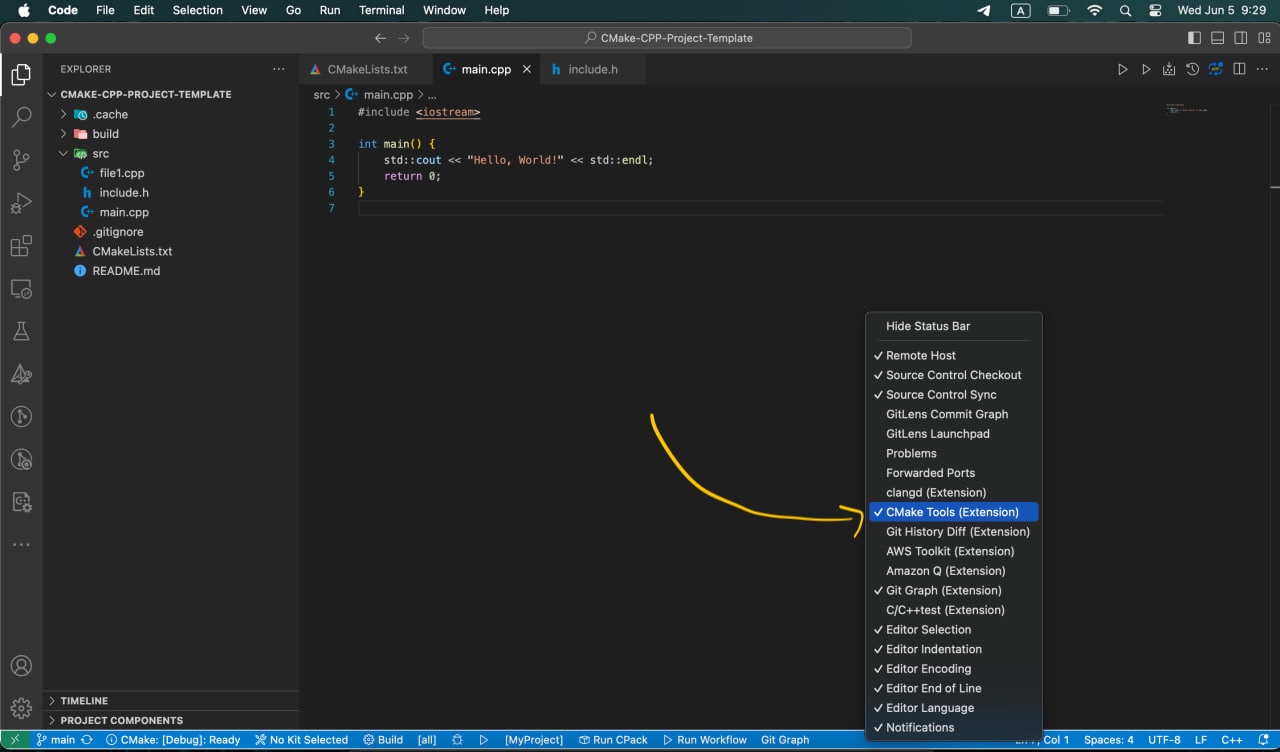 Code File Edit Selection View Go Run Terminal Window Help A Wed Jun 5 9:29
CMake-CPP-Project-Template
EXPLORER
CMAKE-CPP-PROJECT-TEMPLATE
.cache
build
src
file1.cpp
include.h
main.cpp
.gitignore
CMakeLists.txt
README.md
TIMELINE
PROJECT COMPONENTS
CMakeLists.txt main.cpp include.h
src > main.cpp > ...
1 #include <iostream>
2
3 int main() {
4 std::cout << "Hello, World!" << std::endl;
5 return 0;
6 }
7
Hide Status Bar
Remote Host
Source Control Checkout
Source Control Sync
GitLens Commit Graph
GitLens Launchpad
Problems
Forwarded Ports
clangd (Extension)
CMake Tools (Extension)
Git History Diff (Extension)
AWS Toolkit (Extension)
Amazon Q (Extension)
Git Graph (Extension)
C/C++test (Extension)
Editor Selection
Editor Indentation
Editor Encoding
Editor End of Line
Editor Language
Notifications
main CMake: [Debug]: Ready No Kit Selected Build [all] [MyProject] Run CPack Run Workflow Git Graph Col 1 Spaces: 4 UTF-8 LF C++